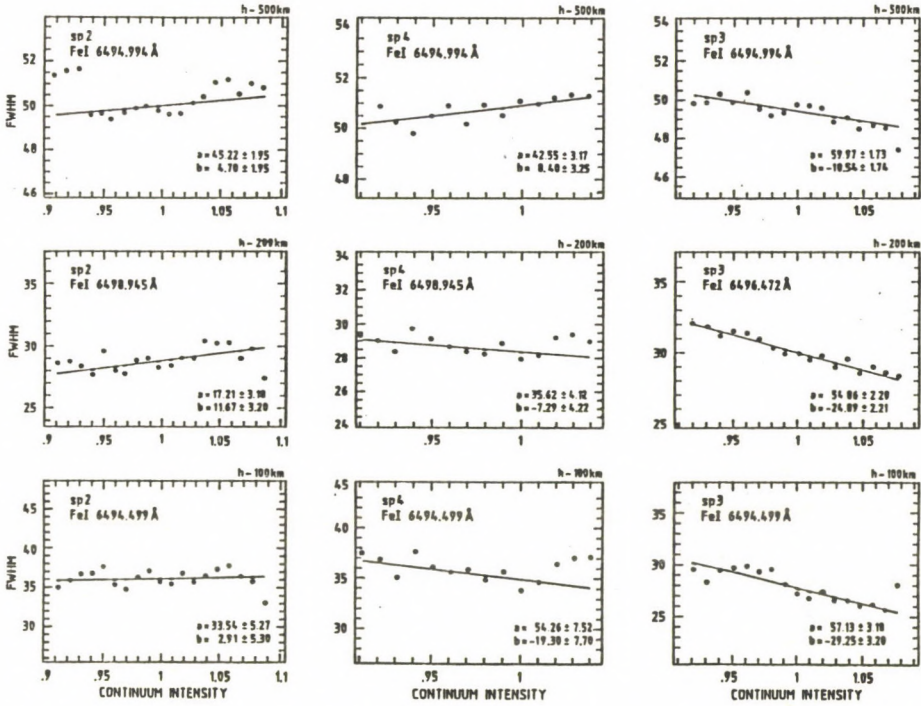 h - 500km
h - 500km
h - 500km
sp2
FeI 6494.994 Å
FWHM
52
50
48
46
a = 45.22 ± 1.95
b = 4.70 ± 1.95
.9
.95
1
1.05
1.1
sp4
FeI 6494.994 Å
54
52
50
48
a = 42.55 ± 3.17
b = 8.40 ± 3.25
.95
1
sp3
FeI 6494.994 Å
54
52
50
48
46
a = 59.97 ± 1.73
b = -10.54 ± 1.74
.95
1
1.05
h - 200km
h - 200km
h - 200km
sp2
FeI 6498.945 Å
35
30
25
a = 17.21 ± 3.18
b = 11.67 ± 3.20
.9
.95
1
1.05
1.1
sp4
FeI 6498.945 Å
34
32
30
28
26
24
a = 35.62 ± 4.12
b = -7.29 ± 4.22
.95
1
sp3
FeI 6496.472 Å
35
30
25
a = 54.06 ± 2.20
b = -24.09 ± 2.21
.95
1
1.05
h - 100km
h - 100km
h - 100km
sp2
FeI 6494.499 Å
FWHM
45
40
35
30
a = 33.54 ± 5.27
b = 2.91 ± 5.30
.9
.95
1
1.05
1.1
CONTINUUM INTENSITY
sp4
FeI 6494.499 Å
45
40
35
30
a = 54.26 ± 7.52
b = -19.30 ± 7.70
.95
1
CONTINUUM INTENSITY
sp3
FeI 6494.499 Å
35
30
25
a = 57.13 ± 3.18
b = -29.25 ± 3.20
.95
1
1.05
CONTINUUM INTENSITY